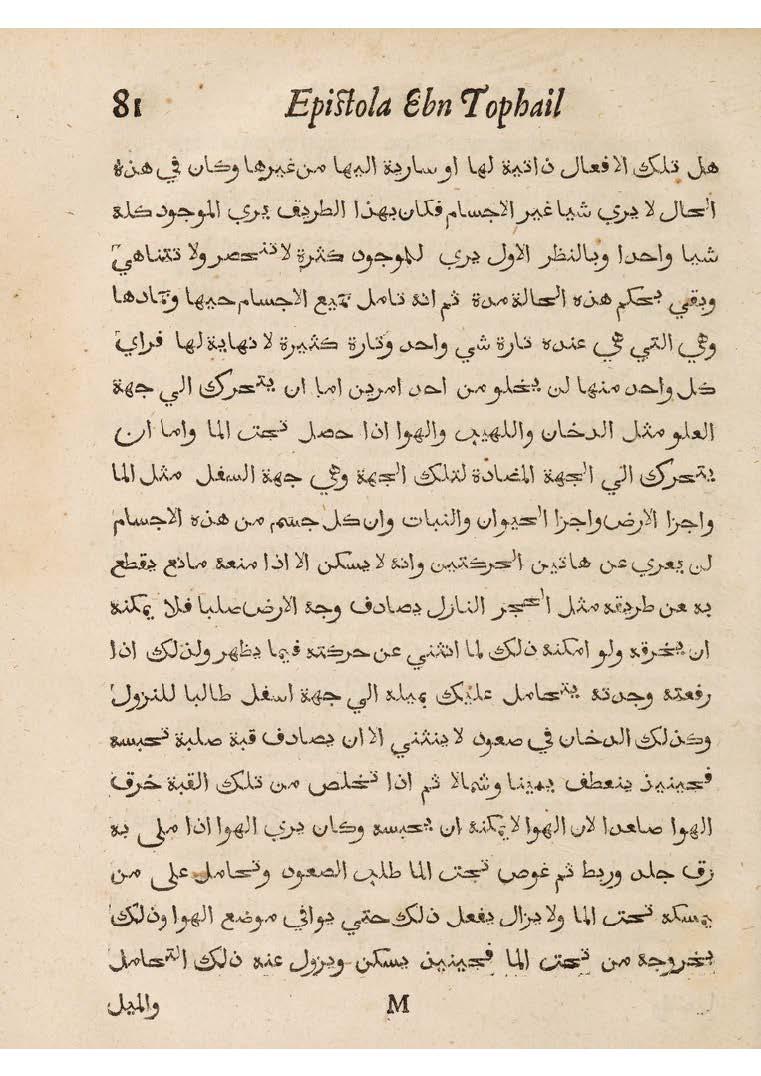 81 Epistola Ebn Tophail
هل تلك الافعال ذاتية لها او سارية اليها من غيرها وكان في هذه
الحال لا يري شيا غير الاجسام فكان بهذا الطريق يري الموجود كله
شيا واحدا وبالنظر الاول يري للموجود كثرة لا تنحصر ولا تتناهي
وبقي بحكم هذه الحالة مدة ثم انه تامل جميع الاجسام حيها وجمادها
وهي التي هي عنده تارة شي واحد وتارة كثيرة لا نهاية لها فراي
كل واحد منها لن يخلو من احد امرين اما ان يتحرك الي جهة
العلو مثل الدخان واللهيب والهوا اذا حصل تحت الما واما ان
يتحرك الي الجهة المضادة لتلك الجهة وهي جهة السفل مثل الما
واجزا الارض واجزا الحيوان والنبات وان كل جسم من هذه الاجسام
لن يعري عن هاتين الحركتين وانه لا يسكن الا اذا منعه مانع يقطع
به عن طريقه مثل الحجر النازل يصادف وجه الارض صلبا فلا يمكنه
ان يخرقه ولو امكنه ذلك لما انثني عن حركته فيما يظهر ولذلك اذا
رفعته وجدته يتحامل عليك بميله الي جهة اسفل طالبا للنزول
وكذلك الدخان في صعود لا ينثني الا ان يصادف قبة صلبة تحبسه
فحينيذ ينعطف يمينا وشمالا ثم اذا تخلص من تلك القبة خرق
الهوا صاعدا لان الهوا لا يمكنه ان يحبسه وكان يري الهوا اذا ملي به
زق جلد وربط ثم غوص تحت الما طلب الصعود وتحامل علي من
يمسكه تحت الما ولا يزال يفعل ذلك حتي يوافي موضع الهوا وذلك
بخروجه من تحت الما فحينيذ يسكن ويزول عنه ذلك التحامل
M والميل